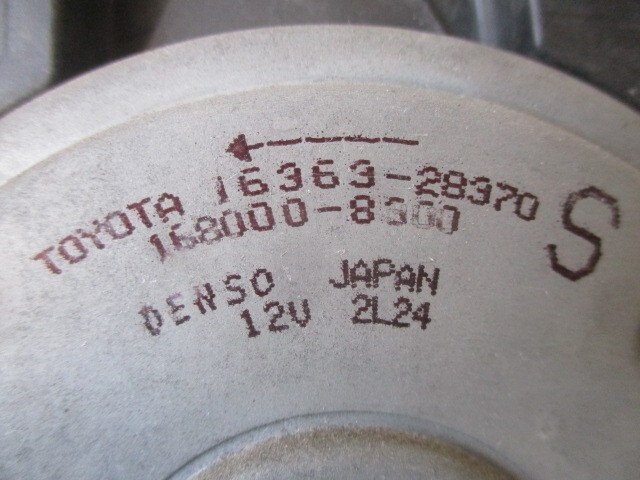 TOYOTA 16363-28370
168000-8300
S
DENSO JAPAN
12V 2L24